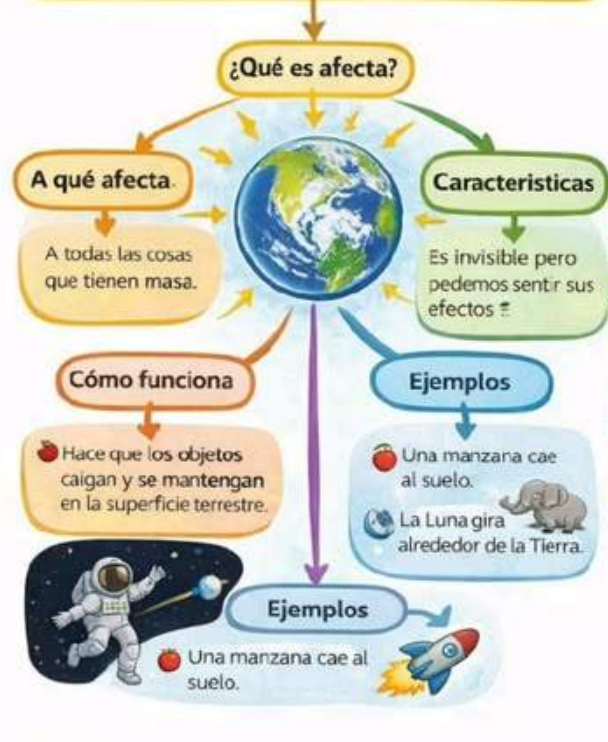 ¿Qué es afecta?
A qué afecta.
A todas las cosas
que tienen masa.
Caracteristicas
Es invisible pero
pedemos sentir sus
efectos
Cómo funciona
Hace que los objetos
caigan y se mantengan
en la superficie terrestre.
Ejemplos
Una manzana cae
al suelo.
La Luna gira
alrededor de la Tierra.
Ejemplos
Una manzana cae al
suelo.